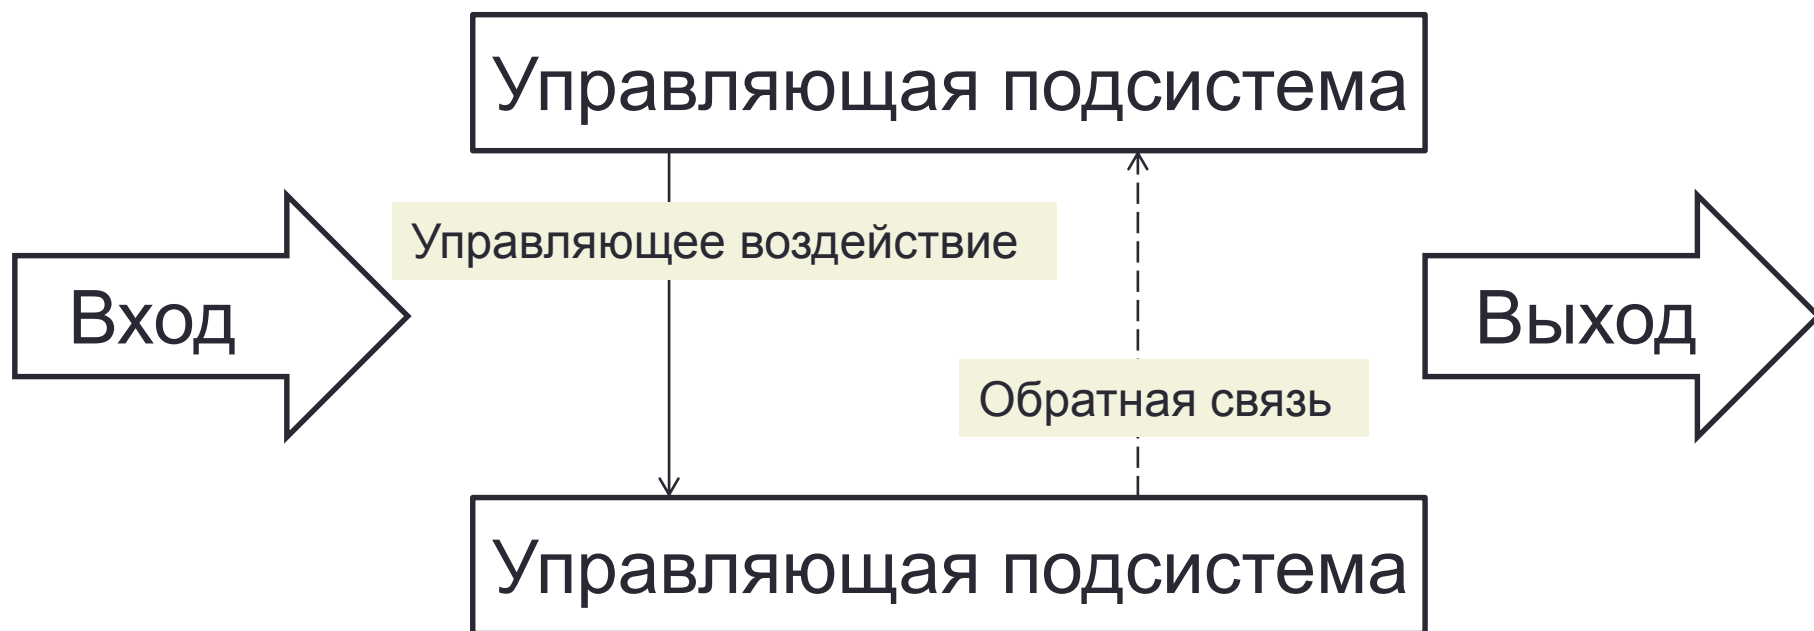 Управляющая подсистема
Управляющее воздействие
Вход
Выход
Обратная связь
Управляющая подсистема